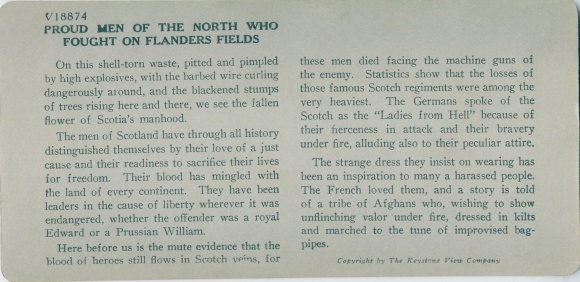 V18874
PROUD MEN OF THE NORTH WHO
FOUGHT ON FLANDERS FIELDS
On this shell-torn waste, pitted and pimpled
by high explosives, with the barbed wire curling
dangerously around, and the blackened stumps
of trees rising here and there, we see the fallen
flower of Scotia's manhood.
The men of Scotland have through all history
distinguished themselves by their love of a just
cause and their readiness to sacrifice their lives
for freedom. Their blood has mingled with
the land of every continent. They have been
leaders in the cause of liberty wherever it was
endangered, whether the offender was a royal
Edward or a Prussian William.
Here before us is the mute evidence that the
blood of heroes still flows in Scotch veins, for
these men died facing the machine guns of
the enemy. Statistics show that the losses of
those famous Scotch regiments were among the
very heaviest. The Germans spoke of the
Scotch as the "Ladies from Hell" because of
their fierceness in attack and their bravery
under fire, alluding also to their peculiar attire.
The strange dress they insist on wearing has
been an inspiration to many a harassed people.
The French loved them, and a story is told
of a tribe of Afghans who, wishing to show
unflinching valor under fire, dressed in kilts
and marched to the tune of improvised bag-
pipes.
Copyright by The Keystone View Company